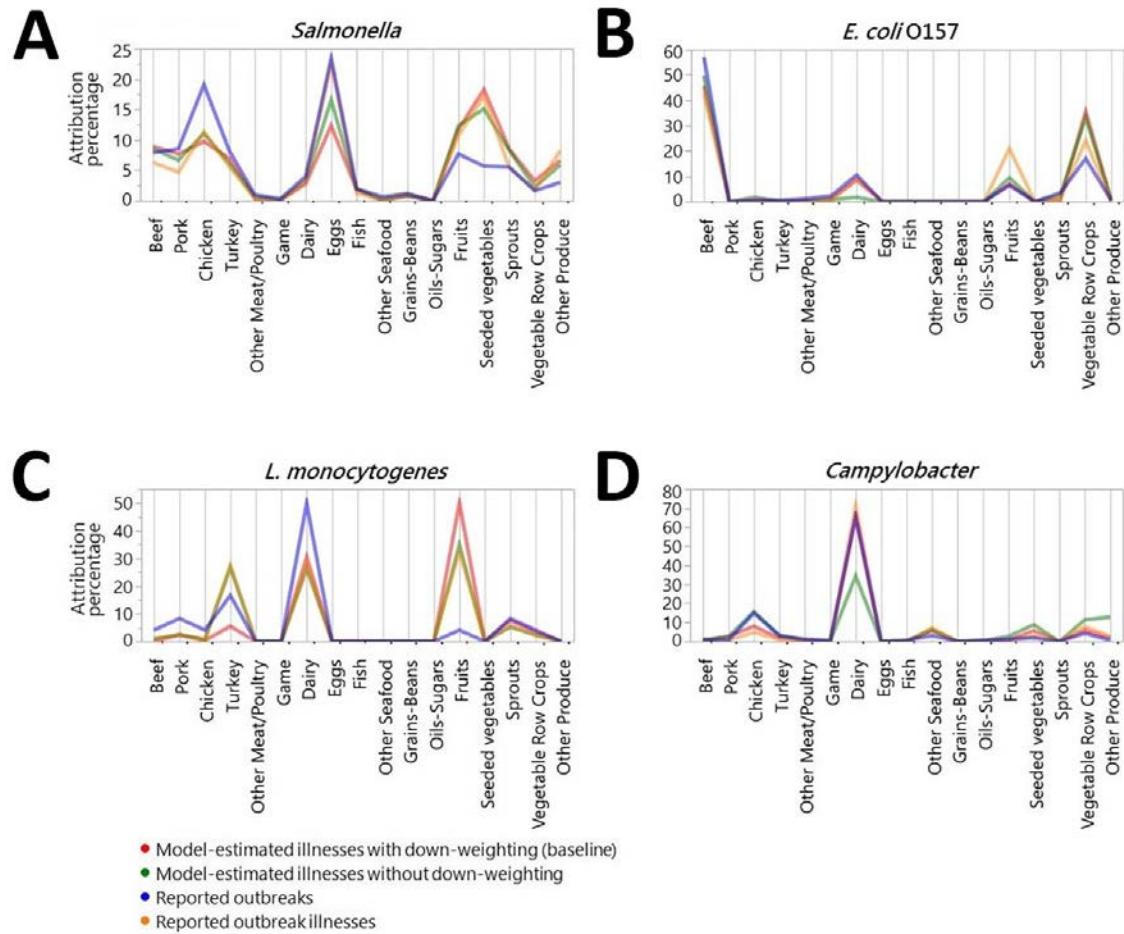 A
Salmonella
Attribution
percentage
25
20
15
10
5
0
Beef
Pork
Chicken
Turkey
Other Meat/Poultry
Game
Dairy
Eggs
Fish
Other Seafood
Grains-Beans
Oils-Sugars
Fruits
Seeded vegetables
Sprouts
Vegetable Row Crops
Other Produce
B
E. coli O157
60
50
40
30
20
10
0
Beef
Pork
Chicken
Turkey
Other Meat/Poultry
Game
Dairy
Eggs
Fish
Other Seafood
Grains-Beans
Oils-Sugars
Fruits
Seeded vegetables
Sprouts
Vegetable Row Crops
Other Produce
C
L. monocytogenes
Attribution
percentage
50
40
30
20
10
0
Beef
Pork
Chicken
Turkey
Other Meat/Poultry
Game
Dairy
Eggs
Fish
Other Seafood
Grains-Beans
Oils-Sugars
Fruits
Seeded vegetables
Sprouts
Vegetable Row Crops
Other Produce
D
Campylobacter
80
70
60
50
40
30
20
10
0
Beef
Pork
Chicken
Turkey
Other Meat/Poultry
Game
Dairy
Eggs
Fish
Other Seafood
Grains-Beans
Oils-Sugars
Fruits
Seeded vegetables
Sprouts
Vegetable Row Crops
Other Produce
Model-estimated illnesses with down-weighting (baseline)
Model-estimated illnesses without down-weighting
Reported outbreaks
Reported outbreak illnesses